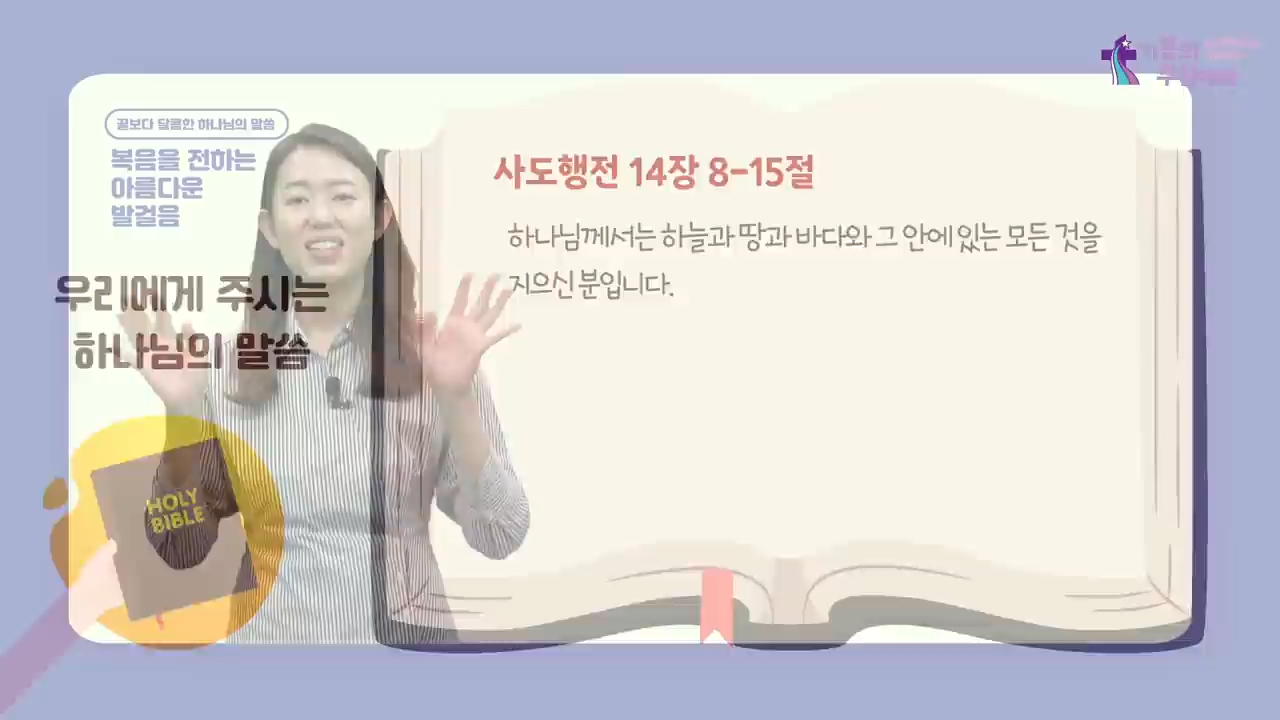 꿀보다 달콤한 하나님의 말씀
복음을 전하는
아름다운
발걸음
우리에게 주시는
하나님의 말씀
HOLY
BIBLE
사도행전 14장 8-15절
하나님께서는 하늘과 땅과 바다와 그 안에 있는 모든 것을
지으신 분입니다.